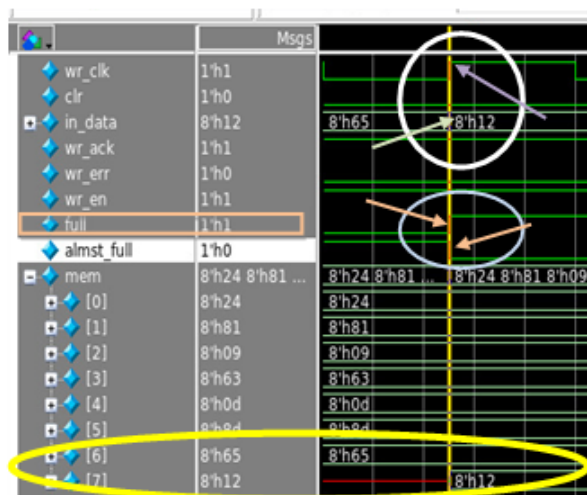 Msgs
wr_clk 1'h1
clr 1'h0
in_data 8'h12 8'h65 8'h12
wr_ack 1'h1
wr_err 1'h0
wr_en 1'h1
full 1'h1
almst_full 1'h0
mem 8'h24 8'h81 ... 8'h24 8'h81 ... 8'h24 8'h81 8'h09
[0] 8'h24 8'h24
[1] 8'h81 8'h81
[2] 8'h09 8'h09
[3] 8'h63 8'h63
[4] 8'h0d 8'h0d
[5] 8'h8d 8'h8d
[6] 8'h65 8'h65
[7] 8'h12 8'h12